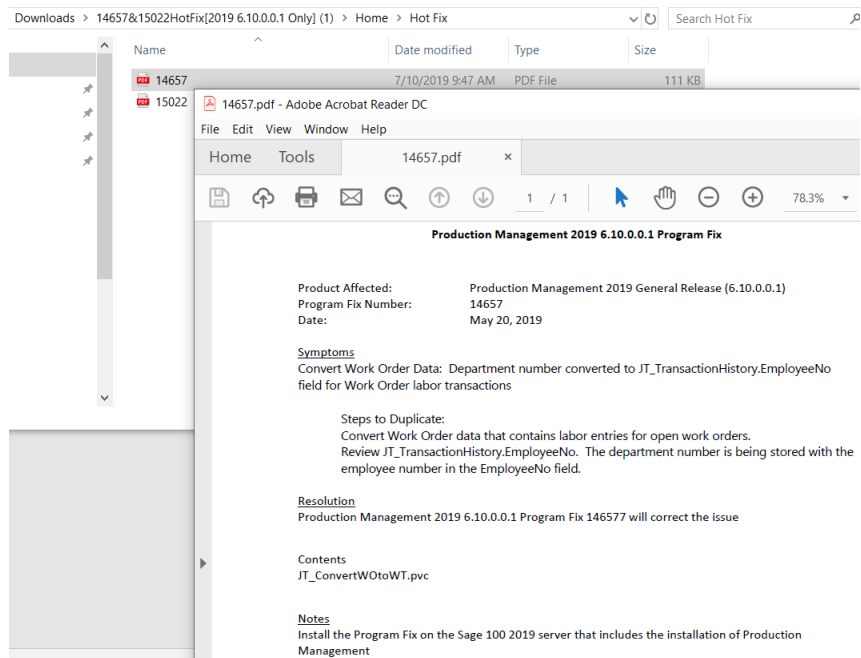 Downloads > 14657&15022HotFix[2019 6.10.0.0.1 Only] (1) > Home > Hot Fix
Search Hot Fix
Name Date modified Type Size
14657 7/10/2019 9:47 AM PDF File 111 KB
15022
14657.pdf - Adobe Acrobat Reader DC
File Edit View Window Help
Home Tools 14657.pdf ×
1 / 1 78.3%
Production Management 2019 6.10.0.0.1 Program Fix
Product Affected: Production Management 2019 General Release (6.10.0.0.1)
Program Fix Number: 14657
Date: May 20, 2019
Symptoms
Convert Work Order Data: Department number converted to JT_TransactionHistory.EmployeeNo
field for Work Order labor transactions
Steps to Duplicate:
Convert Work Order data that contains labor entries for open work orders.
Review JT_TransactionHistory.EmployeeNo. The department number is being stored with the
employee number in the EmployeeNo field.
Resolution
Production Management 2019 6.10.0.0.1 Program Fix 146577 will correct the issue
Contents
JT_ConvertWOtoWT.pvc
Notes
Install the Program Fix on the Sage 100 2019 server that includes the installation of Production
Management